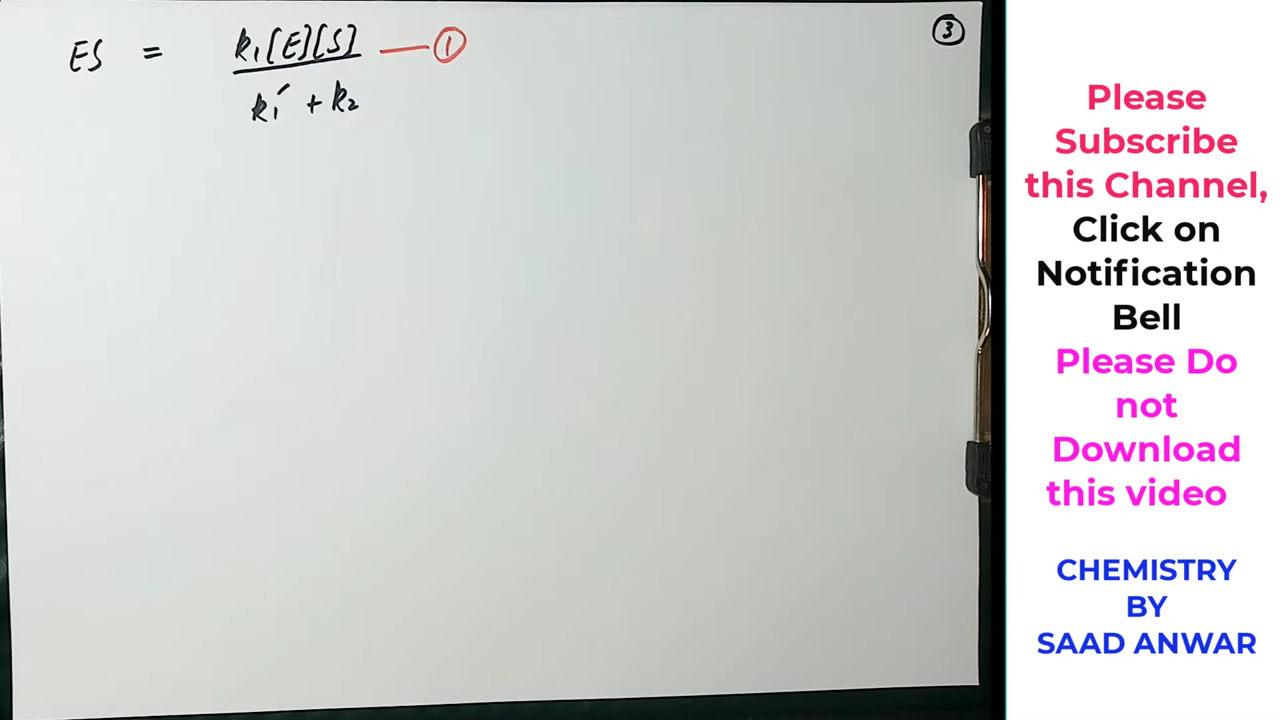 ES = k₁[E][S] —— ①
k₁′ + k₂
③
Please
Subscribe
this Channel,
Click on
Notification
Bell
Please Do
not
Download
this video
CHEMISTRY
BY
SAAD ANWAR